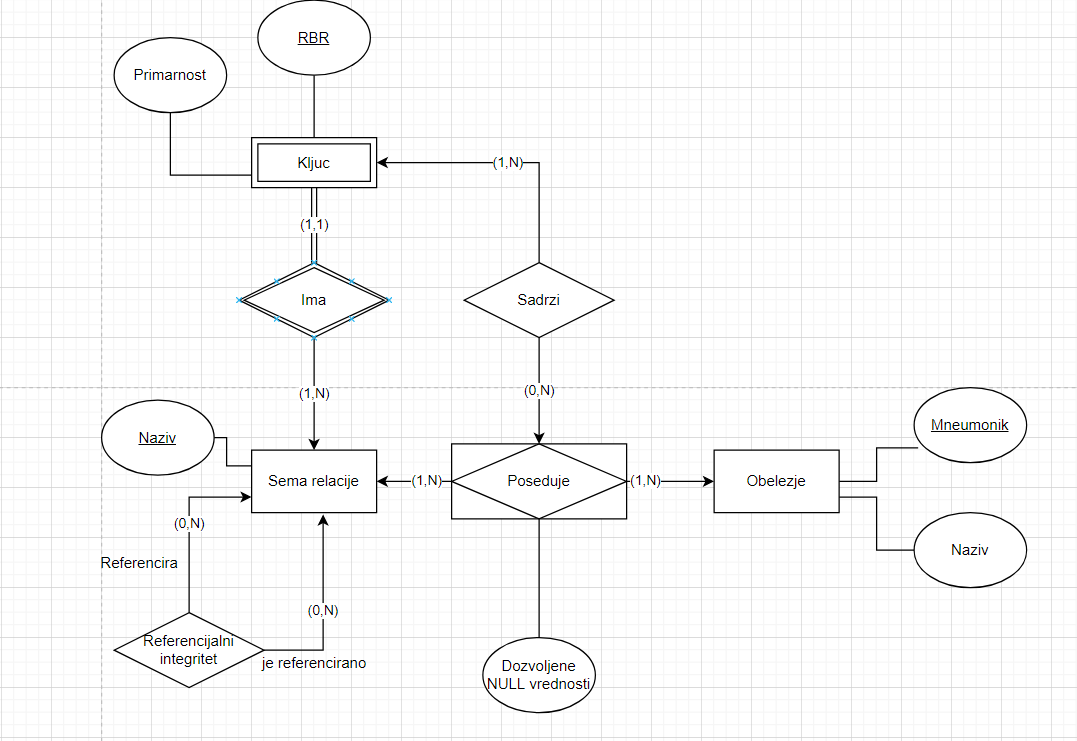 RBR
Primarnost
Kljuc
(1,N)
(1,1)
Ima
Sadrzi
(1,N)
(0,N)
Naziv
Mneumonik
Sema relacije
(1,N)
Poseduje
(1,N)
Obelezje
(0,N)
Naziv
Referencira
(0,N)
Referencijalni
integritet
je referencirano
Dozvoljene
NULL vrednosti